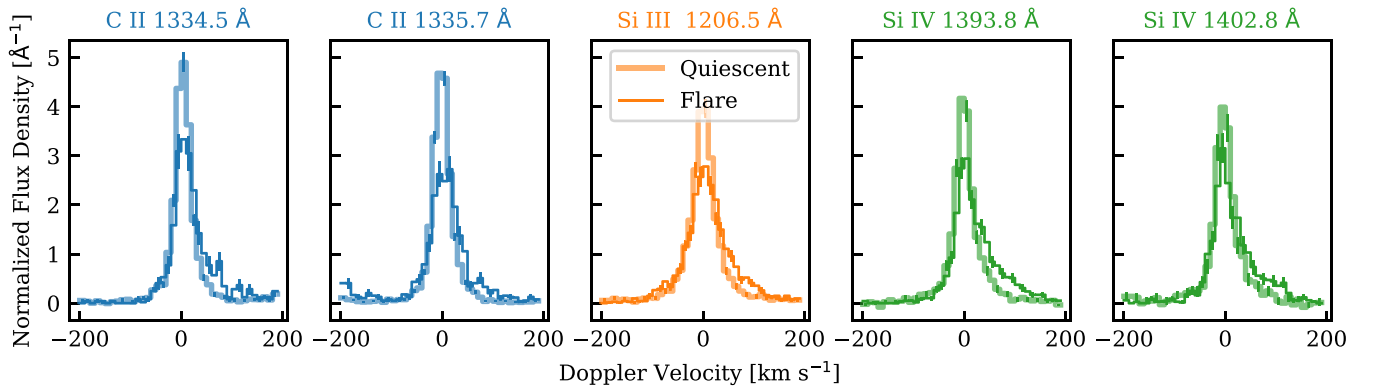 C II 1334.5 Å
C II 1335.7 Å
Si III 1206.5 Å
Si IV 1393.8 Å
Si IV 1402.8 Å
Normalized Flux Density [Å⁻¹]
5
4
3
2
1
0
Quiescent
Flare
−200 0 200
−200 0 200
−200 0 200
−200 0 200
−200 0 200
Doppler Velocity [km s⁻¹]